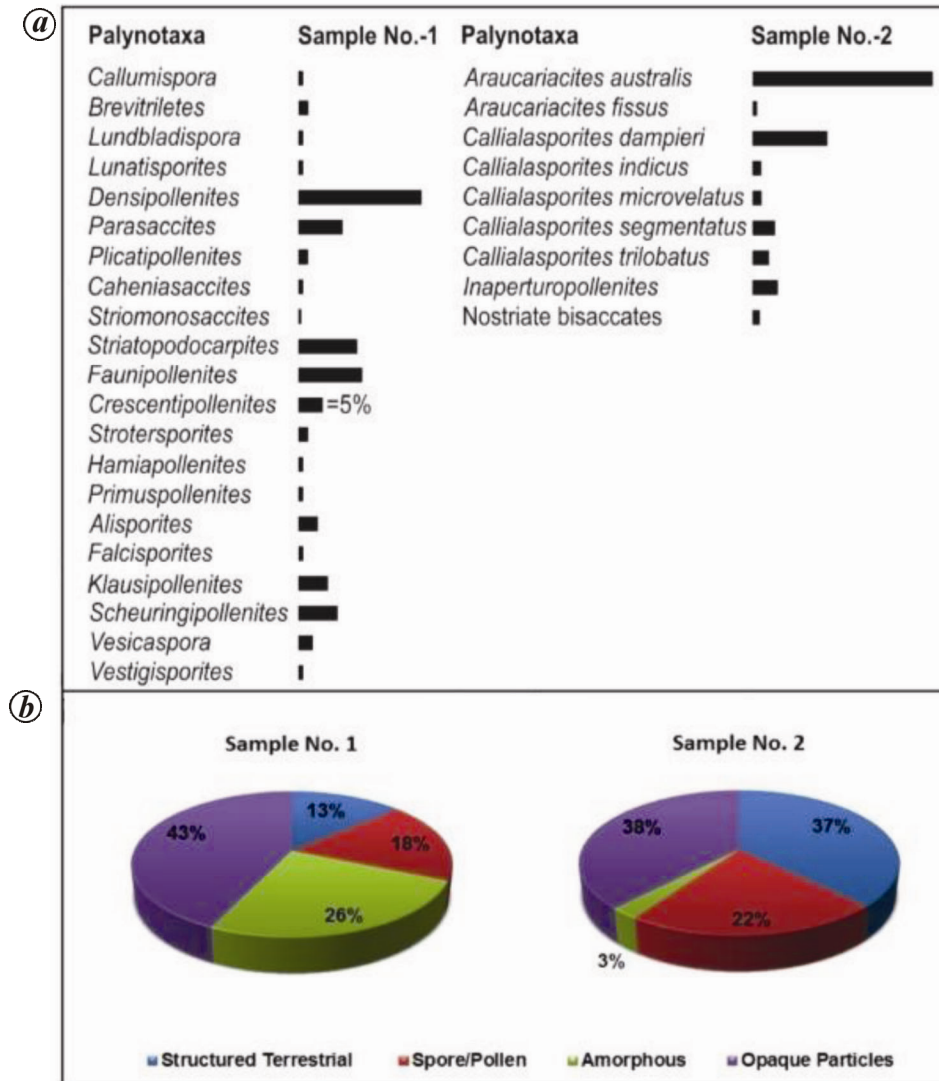 a
Palynotaxa Sample No.-1 Palynotaxa Sample No.-2
Callumispora
Brevitriletes
Lundbladispora
Lunatisporites
Densipollenites
Parasaccites
Plicatipollenites
Caheniasaccites
Striomonosaccites
Striatopodocarpites
Faunipollenites
Crescentipollenites =5%
Strotersporites
Hamiapollenites
Primuspollenites
Alisporites
Falcisporites
Klausipollenites
Scheuringipollenites
Vesicaspora
Vestigisporites
Araucariacites australis
Araucariacites fissus
Callialasporites dampieri
Callialasporites indicus
Callialasporites microvelatus
Callialasporites segmentatus
Callialasporites trilobatus
Inaperturopollenites
Nostriate bisaccates
b
Sample No. 1
13%
43%
18%
26%
Sample No. 2
38%
37%
22%
3%
Structured Terrestrial Spore/Pollen Amorphous Opaque Particles